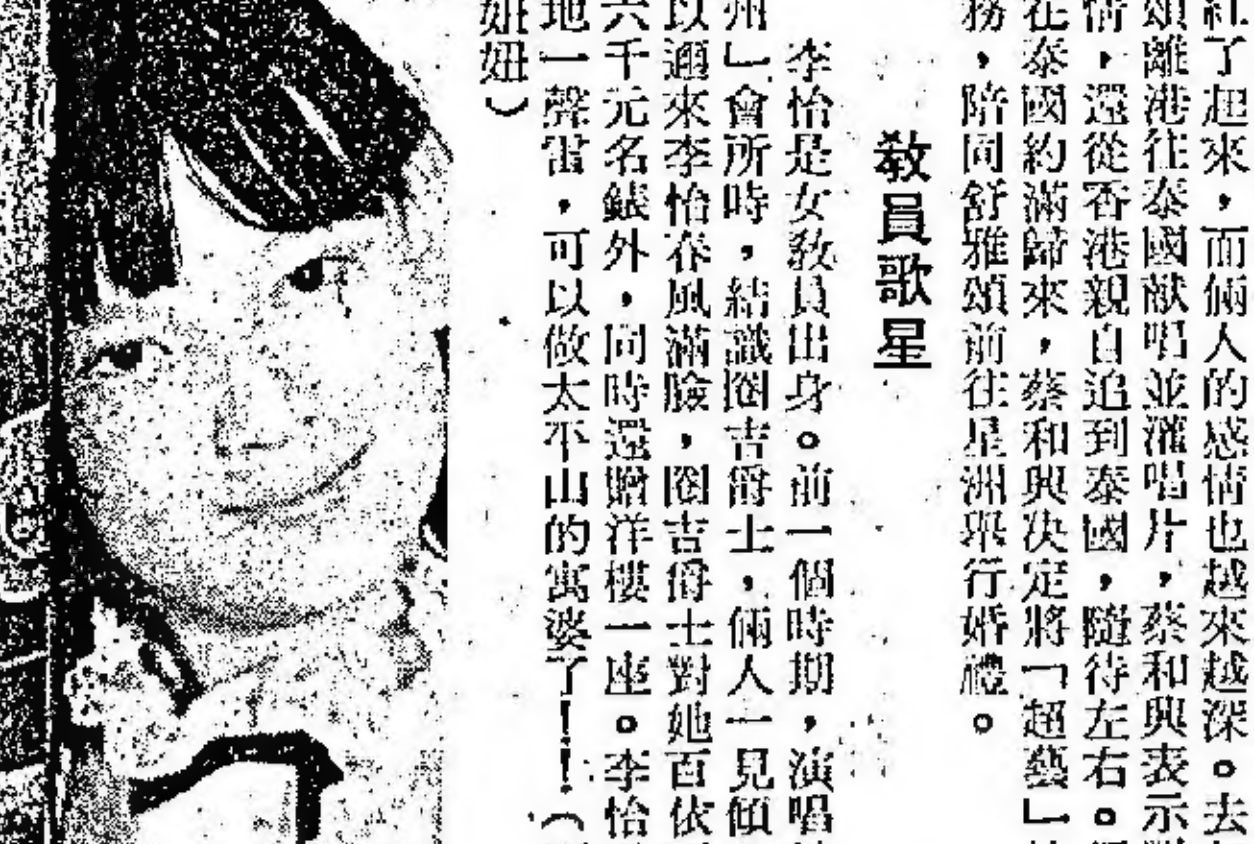 紅了起來，而倆人的感情也越來越深。去
頌離港往泰國献唱並灌唱片，蔡和興表示
情，還從香港親自追到泰國，隨待左右。
在泰國約滿歸來，蔡和興决定將「超藝」
務，陪同舒雅頌前往星洲舉行婚禮。
教員歌星
李怡是女教員出身。前一個時期，演唱
州」會所時，結識圈吉爵士，倆人一見傾
以邇來李怡春風滿臉，圈吉爵士對她百依
六千元名錶外，同時還贈洋樓一座。李怡
地一聲雷，可以做太不山的寓婆了！！（
妞妞）